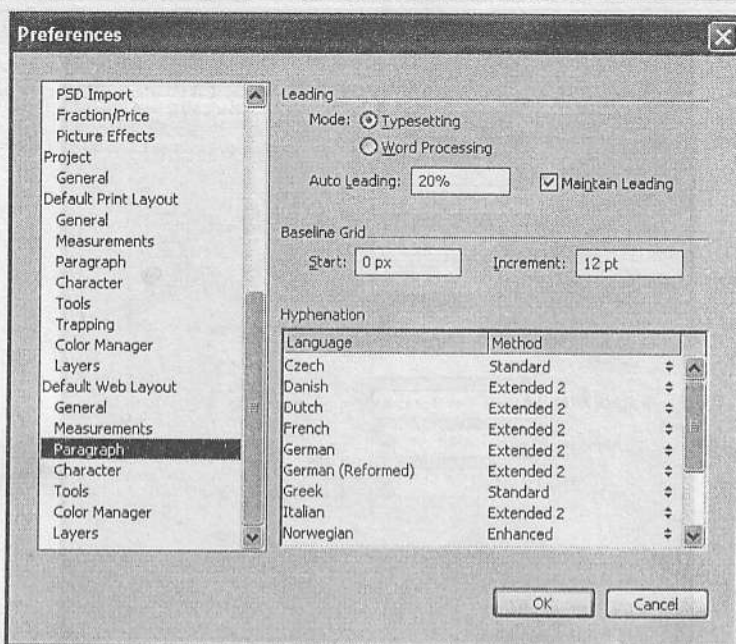 Preferences
PSD Import
Fraction/Price
Picture Effects
Project
General
Default Print Layout
General
Measurements
Paragraph
Character
Tools
Trapping
Color Manager
Layers
Default Web Layout
General
Measurements
Paragraph
Character
Tools
Color Manager
Layers
Leading
Mode: Typesetting
Word Processing
Auto Leading: 20% Maintain Leading
Baseline Grid
Start: 0 px Increment: 12 pt
Hyphenation
Language Method
Czech Standard
Danish Extended 2
Dutch Extended 2
French Extended 2
German Extended 2
German (Reformed) Extended 2
Greek Standard
Italian Extended 2
Norwegian Enhanced
OK Cancel